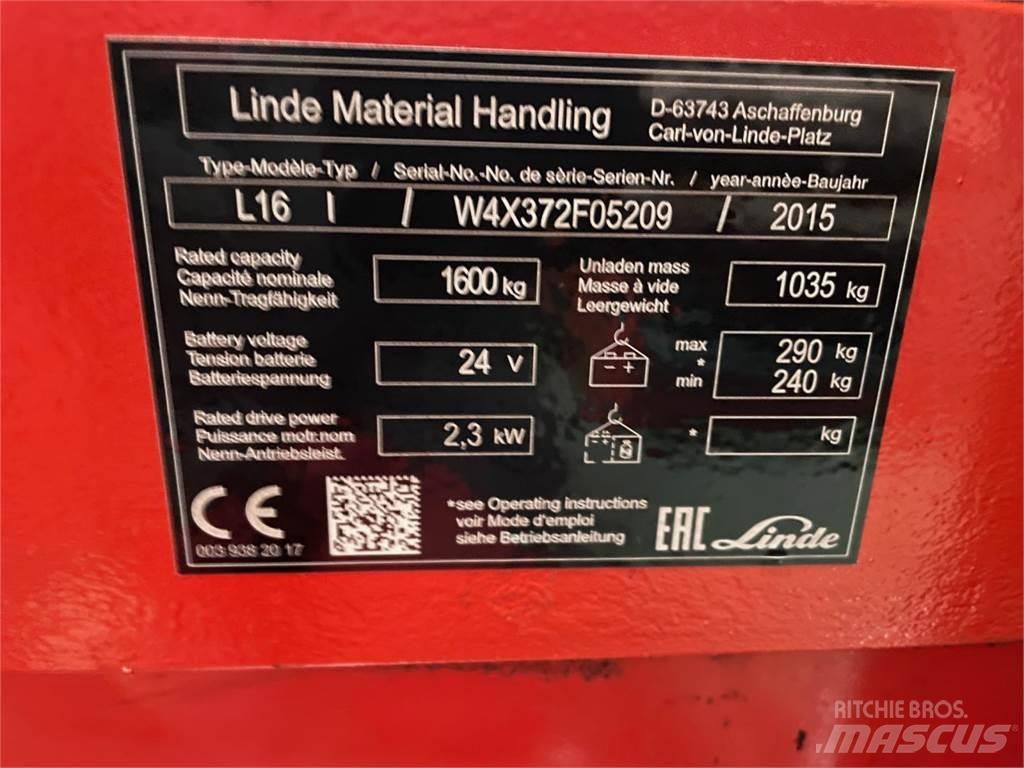 Linde Material Handling
D-63743 Aschaffenburg
Carl-von-Linde-Platz
Type-Modèle-Typ / Serial-No.-No. de sèrie-Serien-Nr. / year-annèe-Baujahr
L16 I / W4X372F05209 / 2015
Rated capacity
Capacité nominale
Nenn-Tragfähigkeit
1600 kg
Unladen mass
Masse à vide
Leergewicht
1035 kg
Battery voltage
Tension batterie
Batteriespannung
24 V
- +
max
*
min
290 kg
240 kg
Rated drive power
Puissance motr.nom
Nenn-Antriebsleist.
2,3 kW
* kg
CE
003 938 20 17
*see Operating instructions
voir Mode d'emploi
siehe Betriebsanleitung
EAC
Linde
RITCHIE BROS.
MASCUS